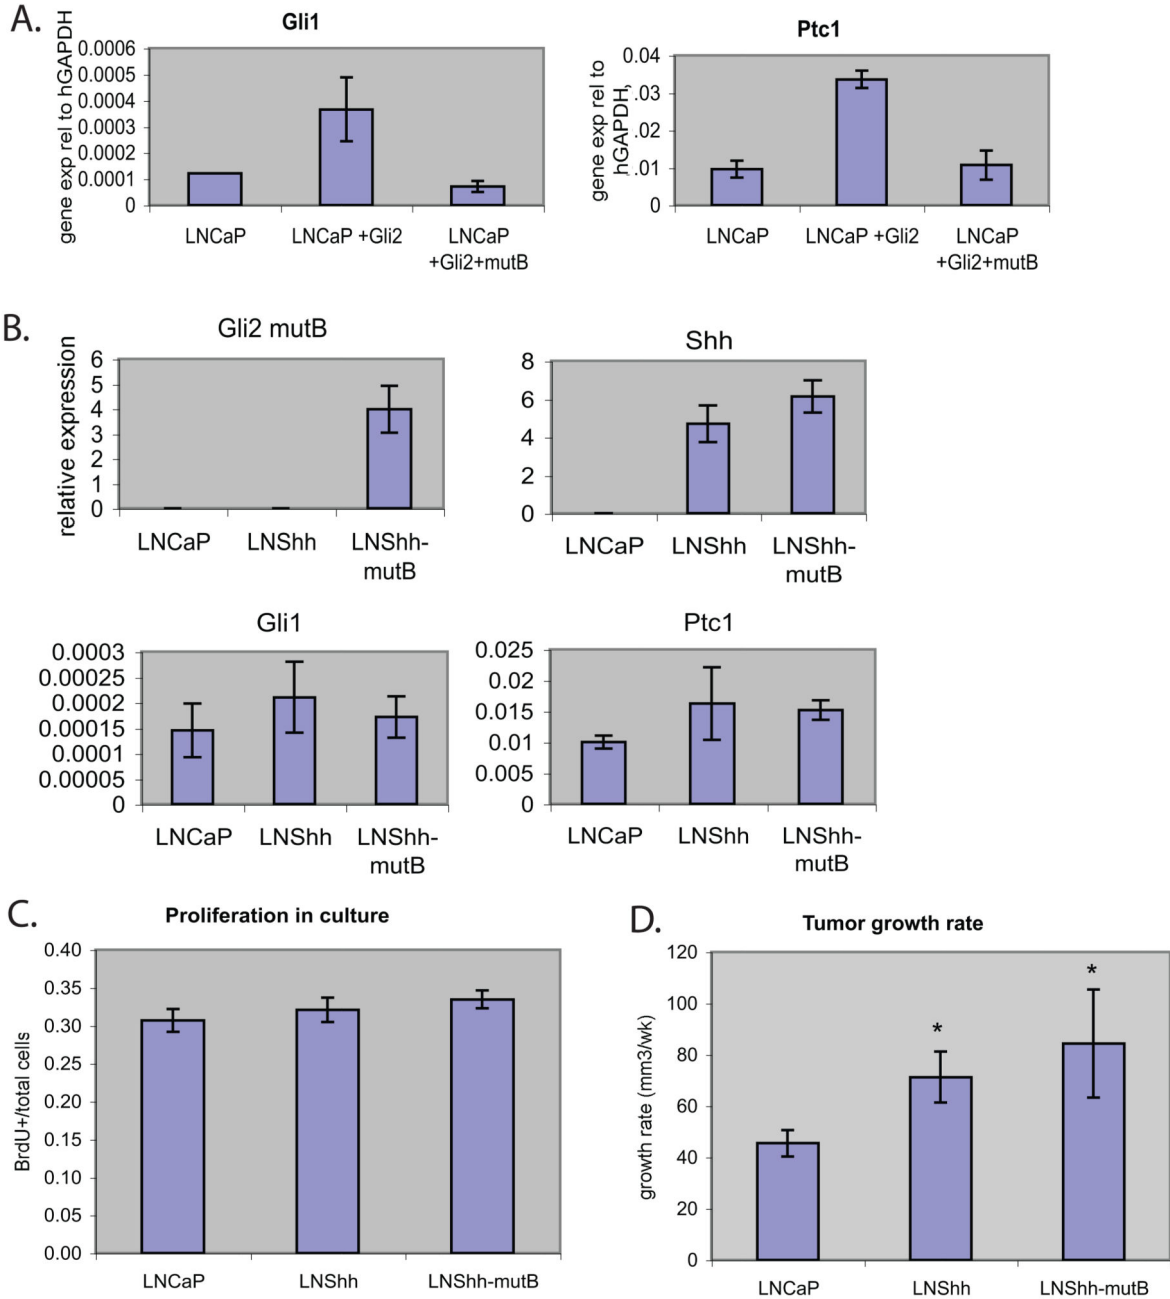 A.
Gli1
gene exp rel to hGAPDH
0.0006
0.0005
0.0004
0.0003
0.0002
0.0001
0
LNCaP
LNCaP +Gli2
LNCaP
+Gli2+mutB
Ptc1
gene exp rel to
hGAPDH,
0.04
.03
.02
0.01
0
LNCaP
LNCaP +Gli2
LNCaP
+Gli2+mutB
B.
Gli2 mutB
relative expression
6
5
4
3
2
1
0
LNCaP
LNShh
LNShh-
mutB
Shh
8
6
4
2
0
LNCaP
LNShh
LNShh-
mutB
Gli1
0.0003
0.00025
0.0002
0.00015
0.0001
0.00005
0
LNCaP
LNShh
LNShh-
mutB
Ptc1
0.025
0.02
0.015
0.01
0.005
0
LNCaP
LNShh
LNShh-
mutB
C.
Proliferation in culture
BrdU+/total cells
0.40
0.35
0.30
0.25
0.20
0.15
0.10
0.05
0.00
LNCaP
LNShh
LNShh-mutB
D.
Tumor growth rate
growth rate (mm3/wk)
120
100
80
60
40
20
0
*
*
LNCaP
LNShh
LNShh-mutB